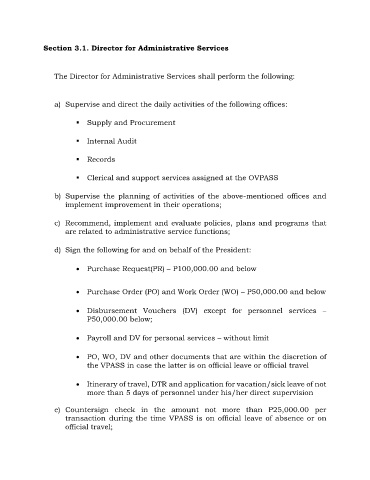 Section 3.1. Director for Administrative Services
The Director for Administrative Services shall perform the following:
a) Supervise and direct the daily activities of the following offices:
▪ Supply and Procurement
▪ Internal Audit
▪ Records
▪ Clerical and support services assigned at the OVPASS
b) Supervise the planning of activities of the above-mentioned offices and
implement improvement in their operations;
c) Recommend, implement and evaluate policies, plans and programs that
are related to administrative service functions;
d) Sign the following for and on behalf of the President:
• Purchase Request(PR) – P100,000.00 and below
• Purchase Order (PO) and Work Order (WO) – P50,000.00 and below
• Disbursement Vouchers (DV) except for personnel services –
P50,000.00 below;
• Payroll and DV for personal services – without limit
• PO, WO, DV and other documents that are within the discretion of
the VPASS in case the latter is on official leave or official travel
• Itinerary of travel, DTR and application for vacation/sick leave of not
more than 5 days of personnel under his/her direct supervision
e) Countersign check in the amount not more than P25,000.00 per
transaction during the time VPASS is on official leave of absence or on
official travel;